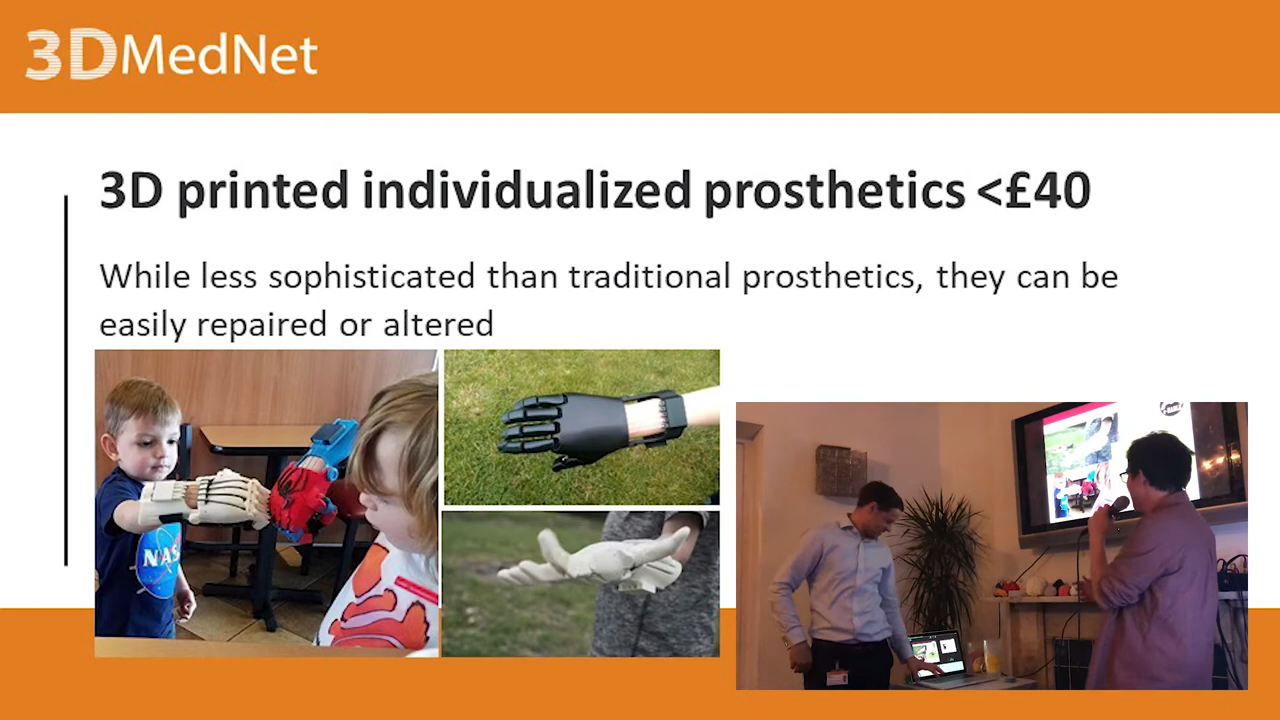 3DMedNet
3D printed individualized prosthetics <£40
While less sophisticated than traditional prosthetics, they can be
easily repaired or altered
NASA